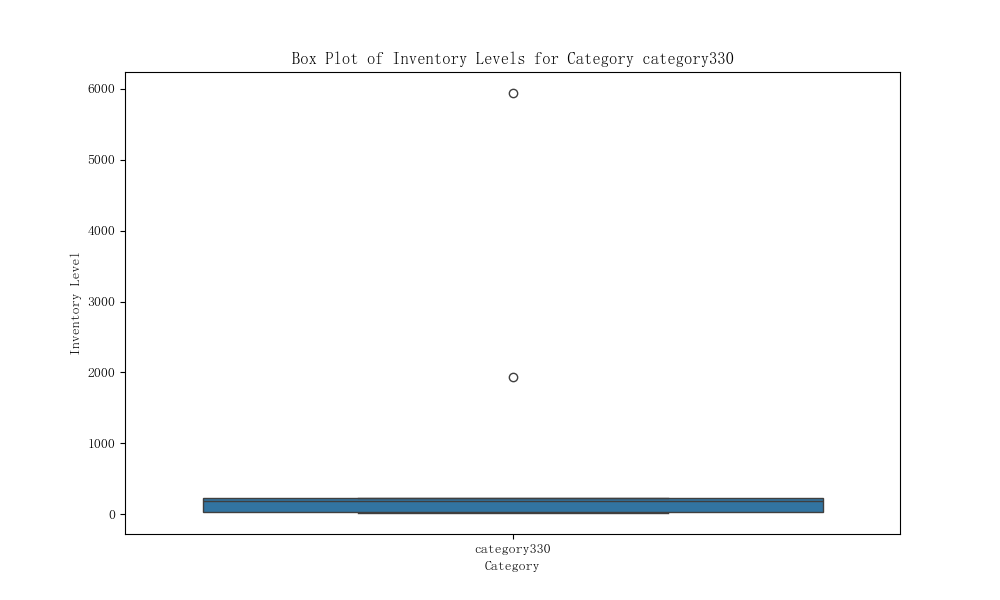 Box Plot of Inventory Levels for Category category330
6000
5000
4000
3000
2000
1000
0
Inventory Level
category330
Category